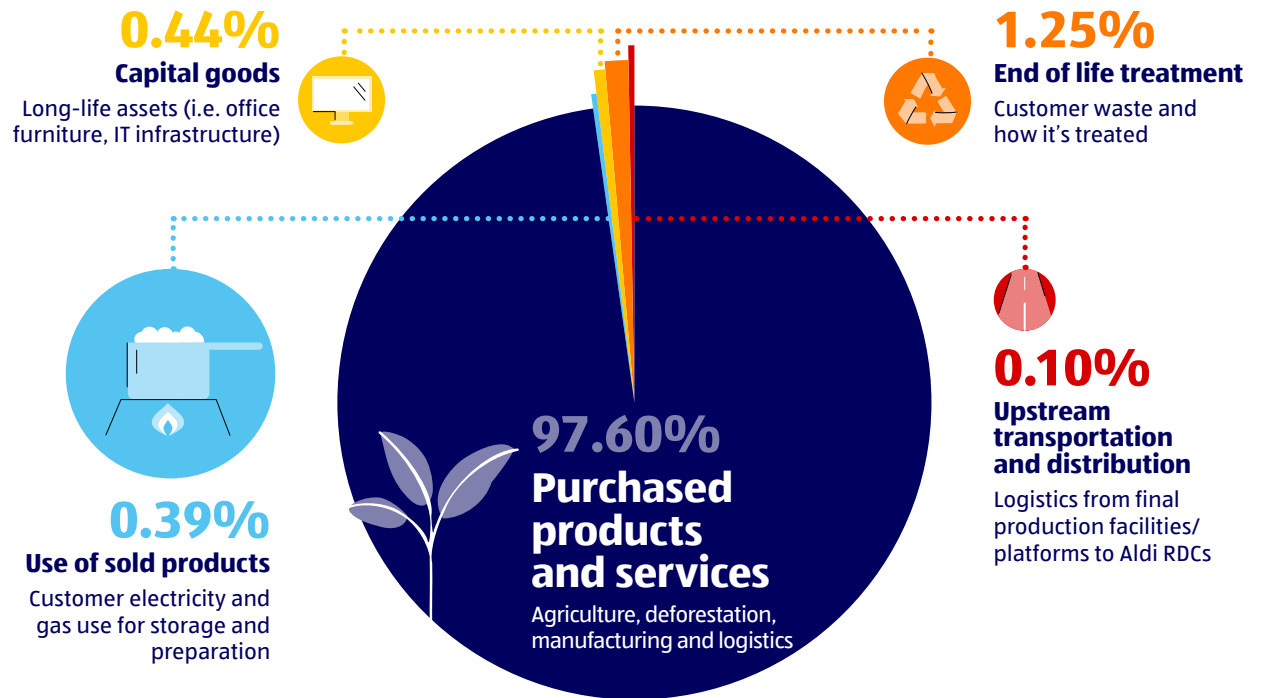 0.44%
Capital goods
Long-life assets (i.e. office
furniture, IT infrastructure)
1.25%
End of life treatment
Customer waste and
how it’s treated
0.39%
Use of sold products
Customer electricity and
gas use for storage and
preparation
97.60%
Purchased
products
and services
Agriculture, deforestation,
manufacturing and logistics
0.10%
Upstream
transportation
and distribution
Logistics from final
production facilities/
platforms to Aldi RDCs